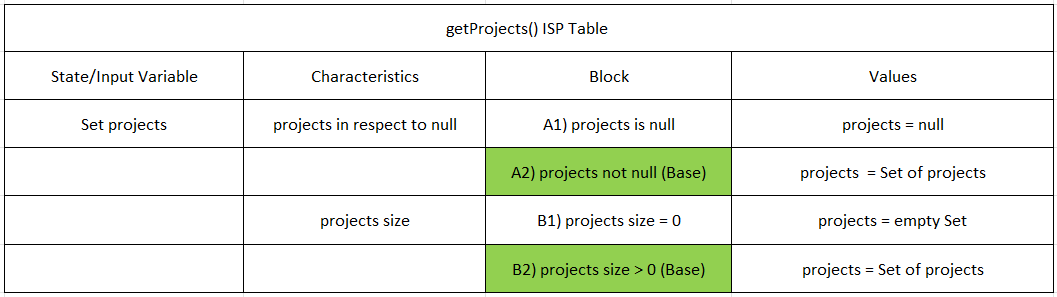 getProjects() ISP Table
State/Input Variable Characteristics Block Values
Set projects projects in respect to null A1) projects is null projects = null
A2) projects not null (Base) projects = Set of projects
projects size B1) projects size = 0 projects = empty Set
B2) projects size > 0 (Base) projects = Set of projects